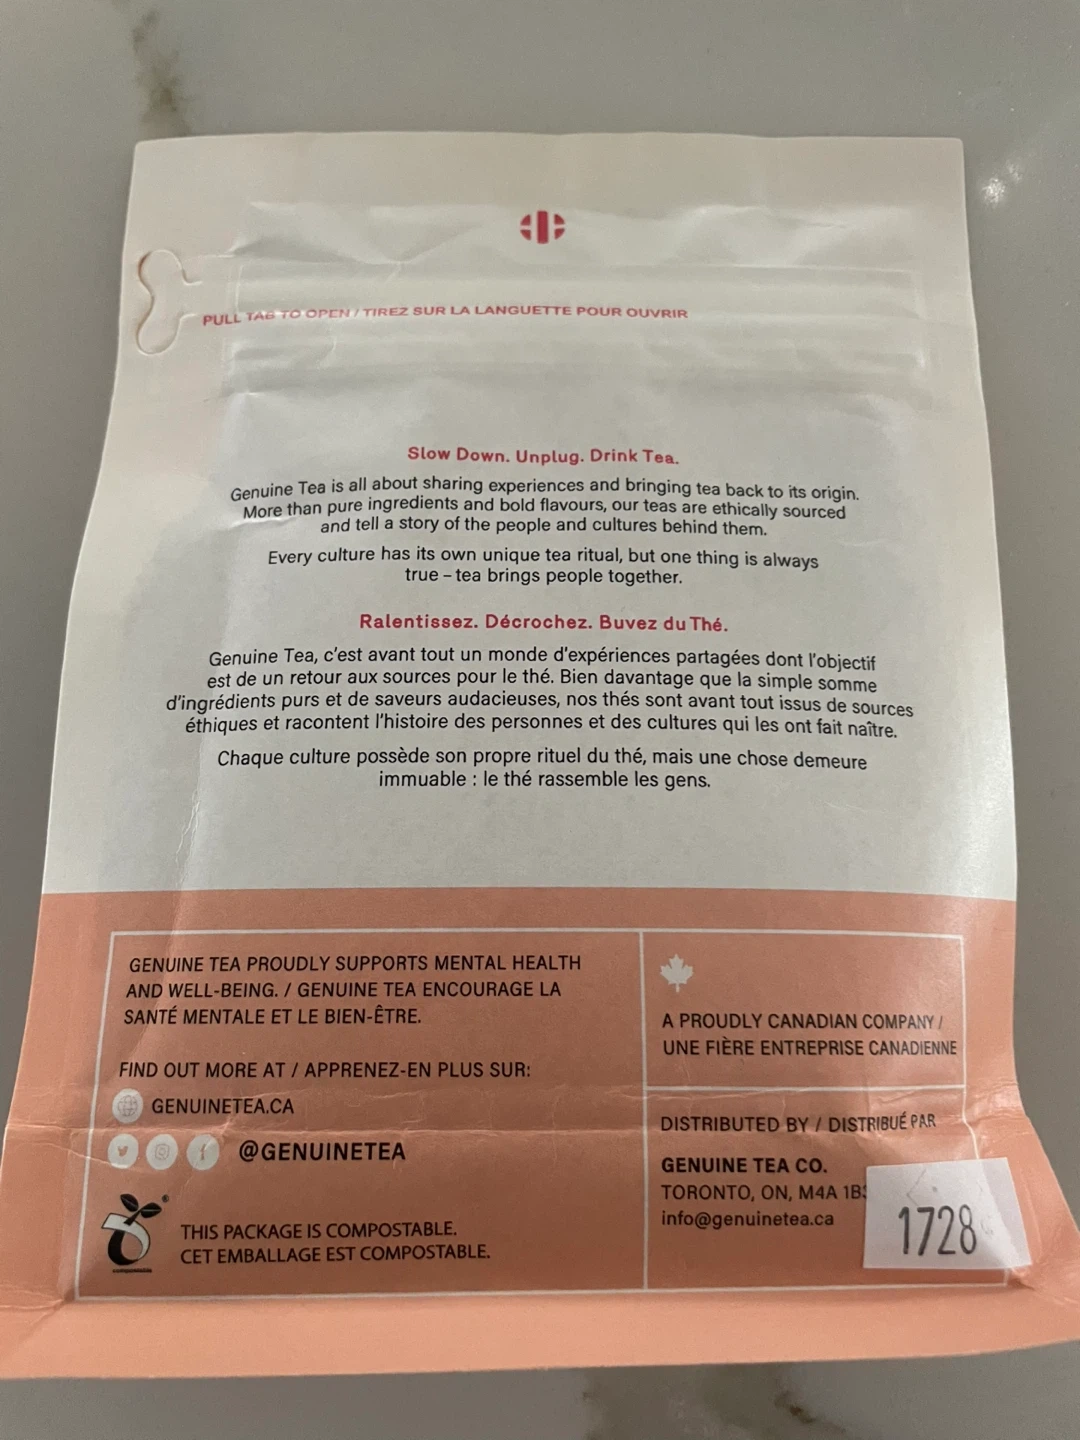 PULL TAB TO OPEN / TIREZ SUR LA LANGUETTE POUR OUVRIR
Slow Down. Unplug. Drink Tea.
Genuine Tea is all about sharing experiences and bringing tea back to its origin.
More than pure ingredients and bold flavours, our teas are ethically sourced
and tell a story of the people and cultures behind them.
Every culture has its own unique tea ritual, but one thing is always
true – tea brings people together.
Ralentissez. Décrochez. Buvez du Thé.
Genuine Tea, c'est avant tout un monde d'expériences partagées dont l'objectif
est de un retour aux sources pour le thé. Bien davantage que la simple somme
d'ingrédients purs et de saveurs audacieuses, nos thés sont avant tout issus de sources
éthiques et racontent l'histoire des personnes et des cultures qui les ont fait naître.
Chaque culture possède son propre rituel du thé, mais une chose demeure
immuable : le thé rassemble les gens.
GENUINE TEA PROUDLY SUPPORTS MENTAL HEALTH
AND WELL-BEING. / GENUINE TEA ENCOURAGE LA
SANTÉ MENTALE ET LE BIEN-ÊTRE.
FIND OUT MORE AT / APPRENEZ-EN PLUS SUR:
GENUINETEA.CA
@GENUINETEA
THIS PACKAGE IS COMPOSTABLE.
CET EMBALLAGE EST COMPOSTABLE.
A PROUDLY CANADIAN COMPANY /
UNE FIÈRE ENTREPRISE CANADIENNE
DISTRIBUTED BY / DISTRIBUÉ PAR
GENUINE TEA CO.
TORONTO, ON, M4A
info@genuinetea.ca
1728